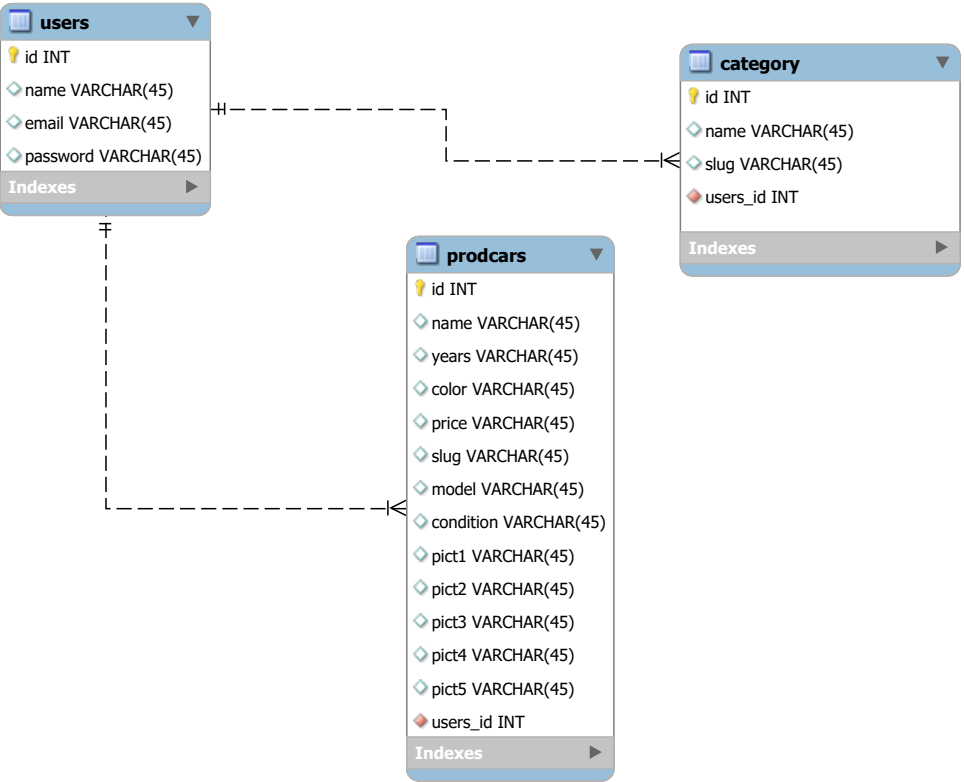 users
id INT
name VARCHAR(45)
email VARCHAR(45)
password VARCHAR(45)
Indexes
category
id INT
name VARCHAR(45)
slug VARCHAR(45)
users_id INT
Indexes
prodcars
id INT
name VARCHAR(45)
years VARCHAR(45)
color VARCHAR(45)
price VARCHAR(45)
slug VARCHAR(45)
model VARCHAR(45)
condition VARCHAR(45)
pict1 VARCHAR(45)
pict2 VARCHAR(45)
pict3 VARCHAR(45)
pict4 VARCHAR(45)
pict5 VARCHAR(45)
users_id INT
Indexes